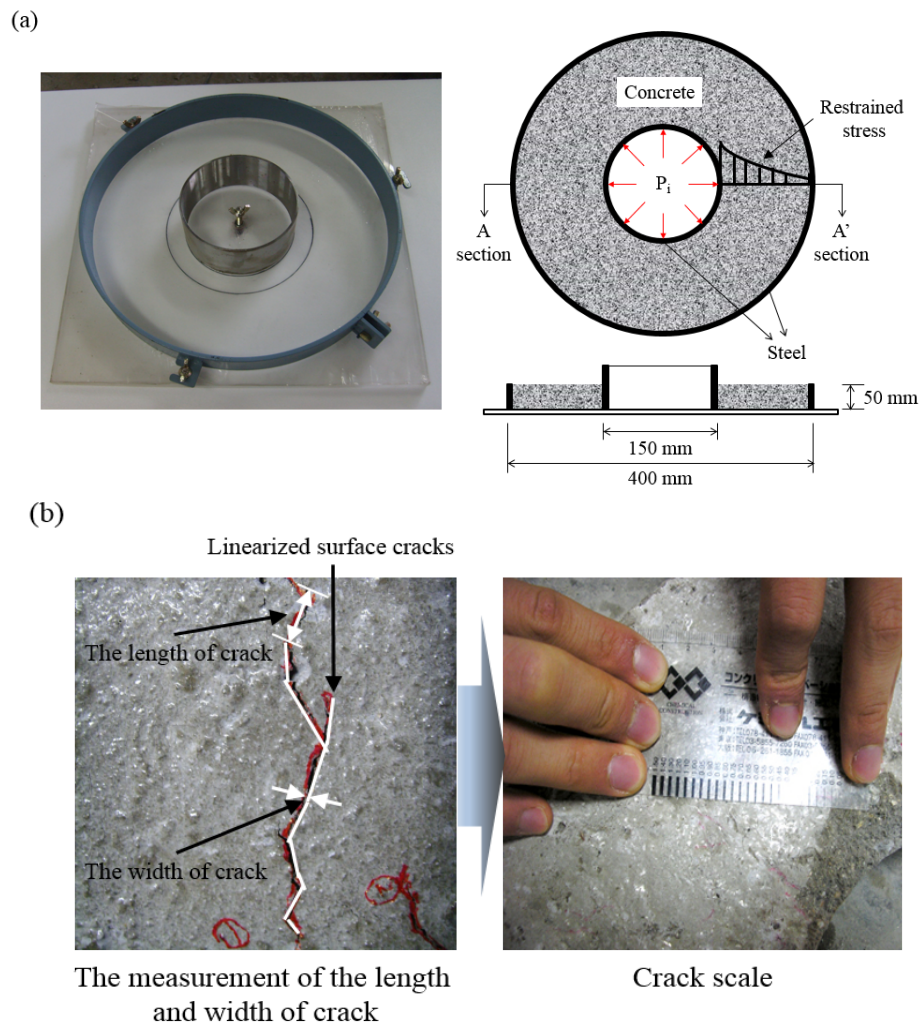 (a)
Concrete
Restrained
stress
Pi
A
section
A'
section
Steel
50 mm
150 mm
400 mm
(b)
Linearized surface cracks
The length of
crack
The width of
crack
The measurement of the length
and width of crack
Crack scale